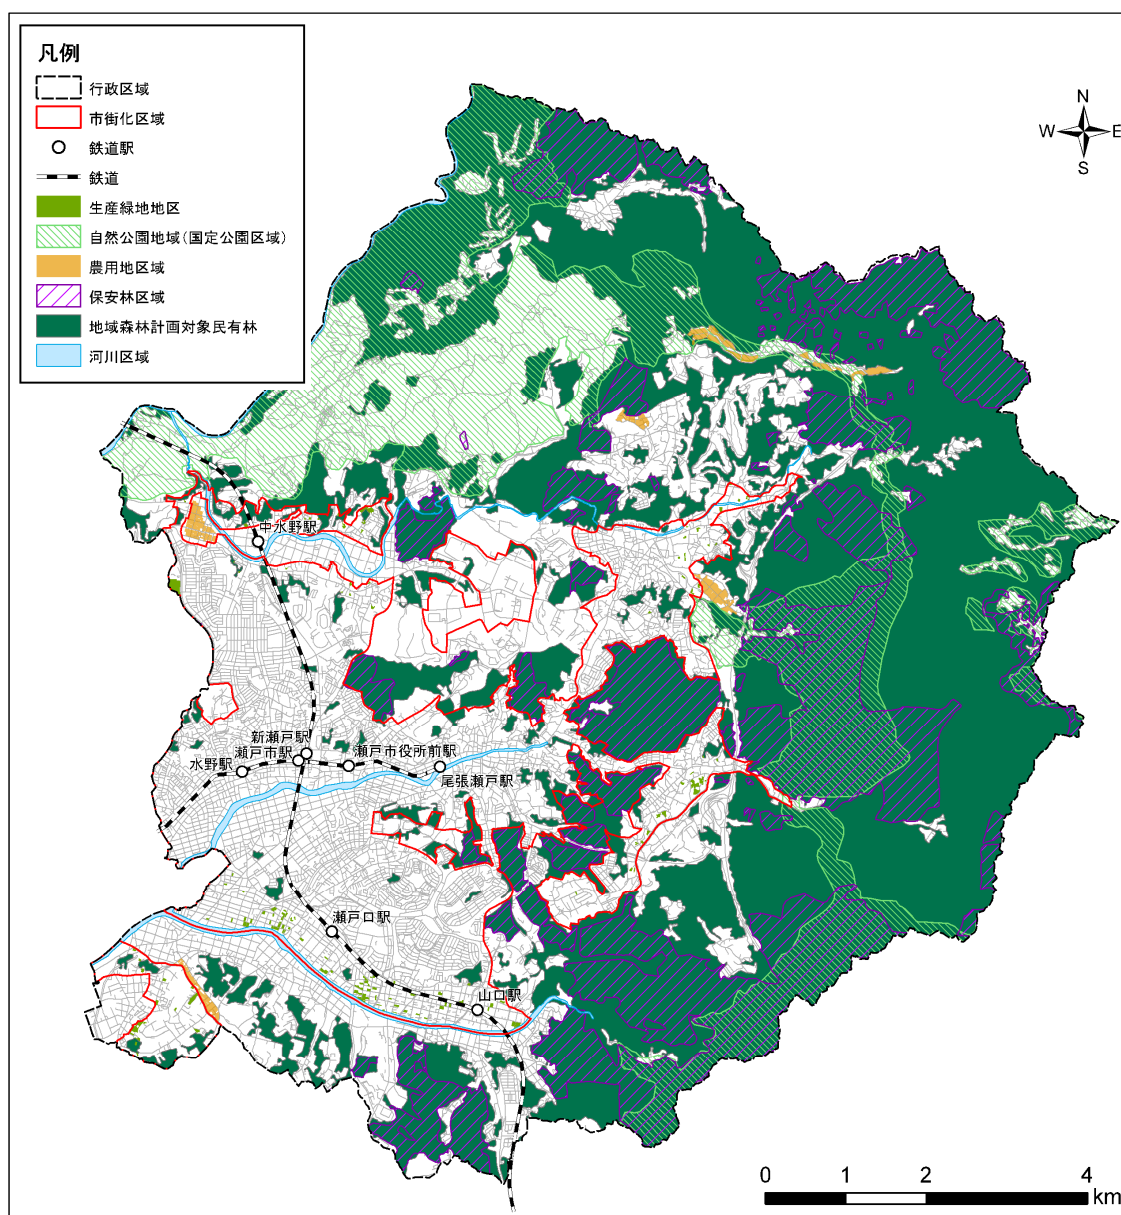 凡例
行政区域
市街化区域
鉄道駅
鉄道
生産緑地地区
自然公園地域(国定公園区域)
農用地区域
保安林区域
地域森林計画対象民有林
河川区域
N
W
E
S
中水野駅
新瀬戸駅
瀬戸市駅
瀬戸市役所前駅
水野駅
尾張瀬戸駅
瀬戸口駅
山口駅
0 1 2 4
km